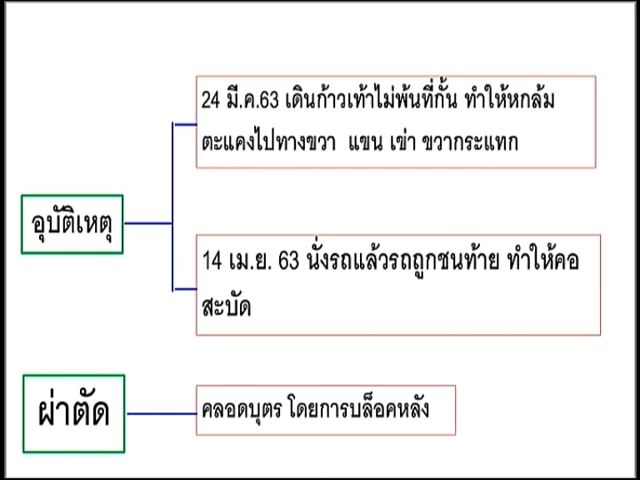 24 มี.ค.63 เดินก้าวเท้าไม่พ้นที่กั้น ทำให้หกล้ม
ตะแคงไปทางขวา แขน เข่า ขวากระแทก
อุบัติเหตุ
14 เม.ย. 63 นั่งรถแล้วรถถูกชนท้าย ทำให้คอ
สะบัด
ผ่าตัด
คลอดบุตร โดยการบล็อคหลัง